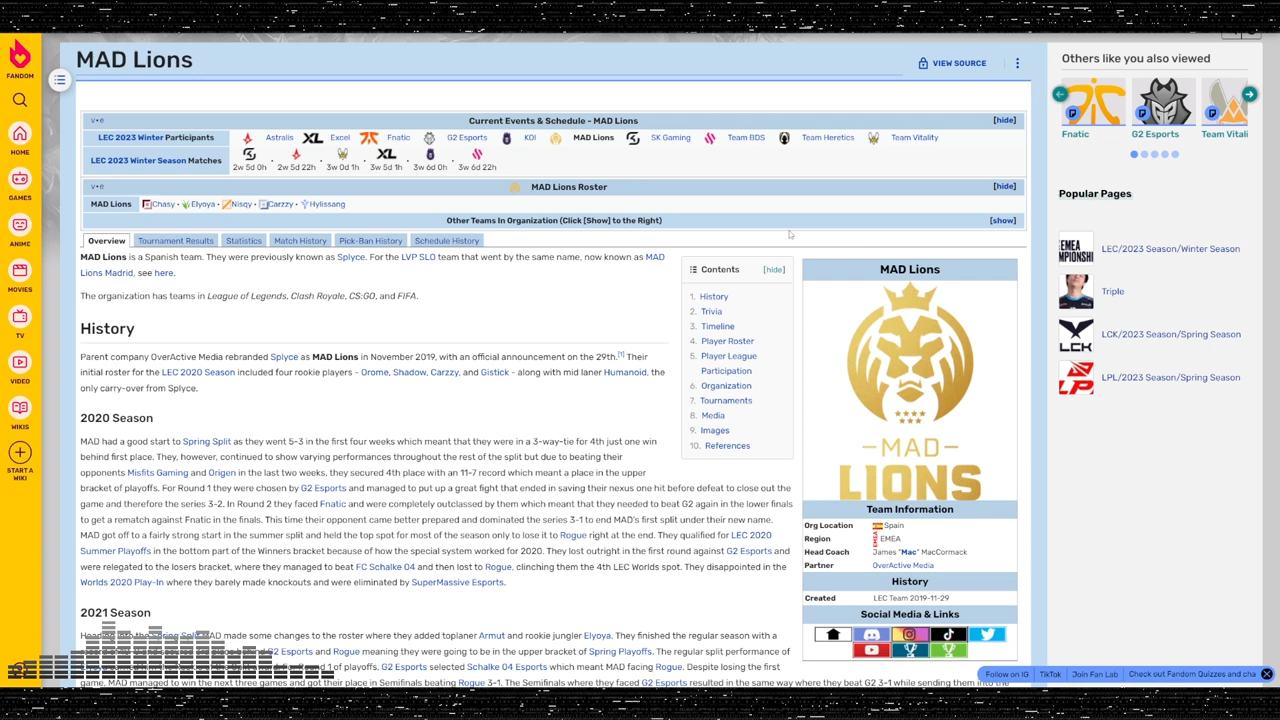 FANDOM
HOME
GAMES
ANIME
MOVIES
TV
VIDEO
WIKIS
START A
WIKI
MAD Lions
VIEW SOURCE
v•e
Current Events & Schedule - MAD Lions
[hide]
LEC 2023 Winter Participants
Astralis
XL Excel
Fnatic
G2 Esports
KOI
MAD Lions
SK Gaming
Team BDS
Team Heretics
Team Vitality
LEC 2023 Winter Season Matches
XL
2w 5d 0h
2w 5d 22h
3w 0d 1h
3w 5d 1h
3w 6d 0h
3w 6d 22h
v•e
MAD Lions Roster
[hide]
MAD Lions
Chasy • Elyoya • Nisqy • Carzzy • Hylissang
Other Teams In Organization (Click [Show] to the Right)
[show]
Overview
Tournament Results
Statistics
Match History
Pick-Ban History
Schedule History
MAD Lions is a Spanish team. They were previously known as Splyce. For the LVP SLO team that went by the same name, now known as MAD
Lions Madrid, see here.
The organization has teams in League of Legends, Clash Royale, CS:GO, and FIFA.
History
Parent company OverActive Media rebranded Splyce as MAD Lions in November 2019, with an official announcement on the 29th.[1] Their
initial roster for the LEC 2020 Season included four rookie players - Orome, Shadow, Carzzy, and Gistick - along with mid laner Humanoid, the
only carry-over from Splyce.
2020 Season
MAD had a good start to Spring Split as they went 5-3 in the first four weeks which meant that they were in a 3-way-tie for 4th just one win
behind first place. They, however, continued to show varying performances throughout the rest of the split but due to beating their
opponents Misfits Gaming and Origen in the last two weeks, they secured 4th place with an 11-7 record which meant a place in the upper
bracket of playoffs. For Round 1 they were chosen by G2 Esports and managed to put up a great fight that ended in saving their nexus one hit before defeat to close out the
game and therefore the series 3-2. In Round 2 they faced Fnatic and were completely outclassed by them which meant that they needed to beat G2 again in the lower finals
to get a rematch against Fnatic in the finals. This time their opponent came better prepared and dominated the series 3-1 to end MAD's first split under their new name.
MAD got off to a fairly strong start in the summer split and held the top spot for most of the season only to lose it to Rogue right at the end. They qualified for LEC 2020
Summer Playoffs in the bottom part of the Winners bracket because of how the special system worked for 2020. They lost outright in the first round against G2 Esports and
were relegated to the losers bracket, where they managed to beat FC Schalke 04 and then lost to Rogue, clinching them the 4th LEC Worlds spot. They disappointed in the
Worlds 2020 Play-In where they barely made knockouts and were eliminated by SuperMassive Esports.
2021 Season
Heading into the Spring Split MAD made some changes to the roster where they added toplaner Armut and rookie jungler Elyoya. They finished the regular season with a
G2 Esports and Rogue meaning they were going to be in the upper bracket of Spring Playoffs. The regular split performance of
1 of playoffs. G2 Esports selected Schalke 04 Esports which meant MAD facing Rogue. Despite losing the first
game, MAD managed to win the next three games and got their place in Semifinals beating Rogue 3-1. The Semifinals where they faced G2 Esports resulted in the same way where they beat G2 3-1 while sending them into the
Contents [hide]
1. History
2. Trivia
3. Timeline
4. Player Roster
5. Player League
Participation
6. Organization
7. Tournaments
8. Media
9. Images
10. References
MAD Lions
MAD
LIONS
Team Information
Org Location Spain
Region EMEA EMEA
Head Coach James "Mac" MacCormack
Partner OverActive Media
History
Created LEC Team 2019-11-29
Social Media & Links
Others like you also viewed
Fnatic
G2 Esports
Team Vitali
Popular Pages
LEC/2023 Season/Winter Season
Triple
LCK
LCK/2023 Season/Spring Season
LPL/2023 Season/Spring Season
Follow on IG
TikTok
Join Fan Lab
Check out Fandom Quizzes and cha